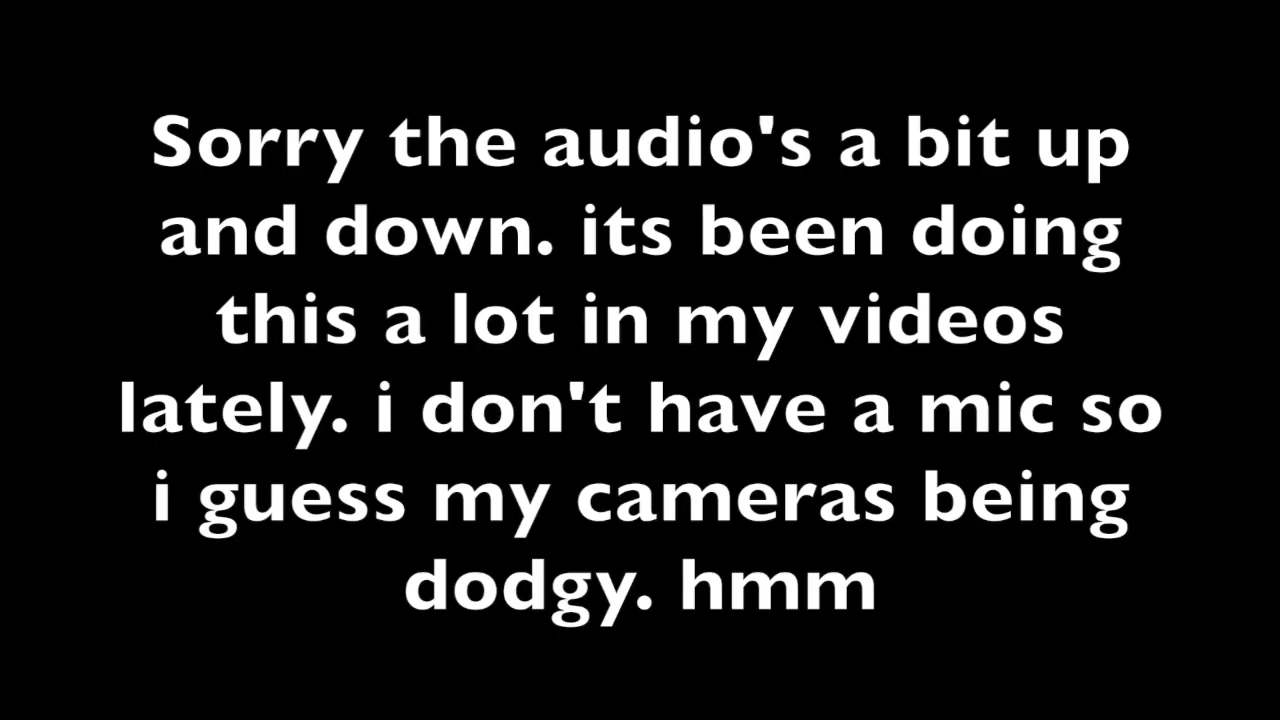 Sorry the audio's a bit up
and down. its been doing
this a lot in my videos
lately. i don't have a mic so
i guess my cameras being
dodgy. hmm